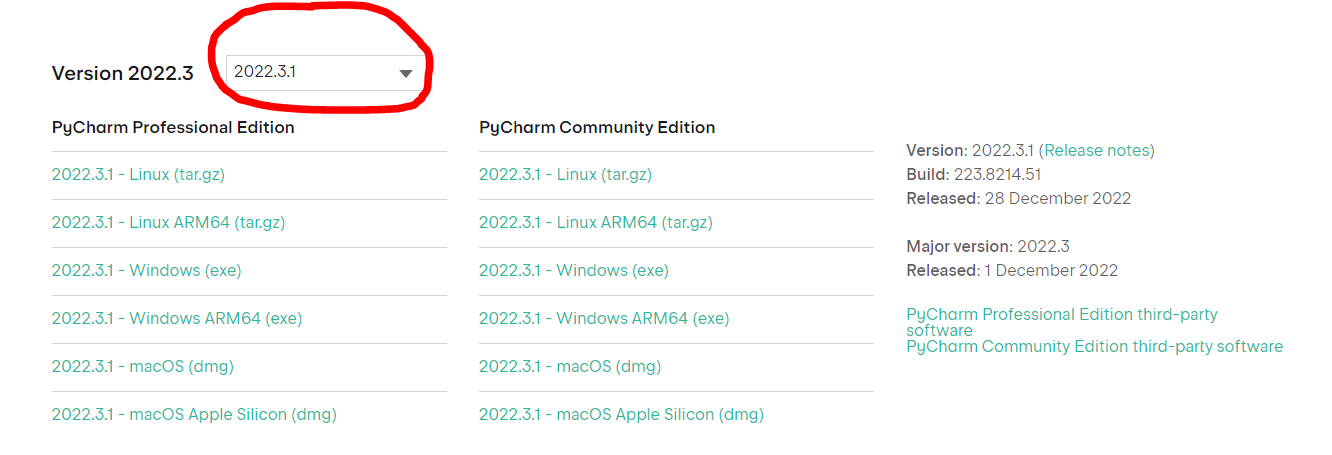 Version 2022.3
2022.3.1
PyCharm Professional Edition
2022.3.1 - Linux (tar.gz)
2022.3.1 - Linux ARM64 (tar.gz)
2022.3.1 - Windows (exe)
2022.3.1 - Windows ARM64 (exe)
2022.3.1 - macOS (dmg)
2022.3.1 - macOS Apple Silicon (dmg)
PyCharm Community Edition
2022.3.1 - Linux (tar.gz)
2022.3.1 - Linux ARM64 (tar.gz)
2022.3.1 - Windows (exe)
2022.3.1 - Windows ARM64 (exe)
2022.3.1 - macOS (dmg)
2022.3.1 - macOS Apple Silicon (dmg)
Version: 2022.3.1 (Release notes)
Build: 223.8214.51
Released: 28 December 2022
Major version: 2022.3
Released: 1 December 2022
PyCharm Professional Edition third-party
software
PyCharm Community Edition third-party software